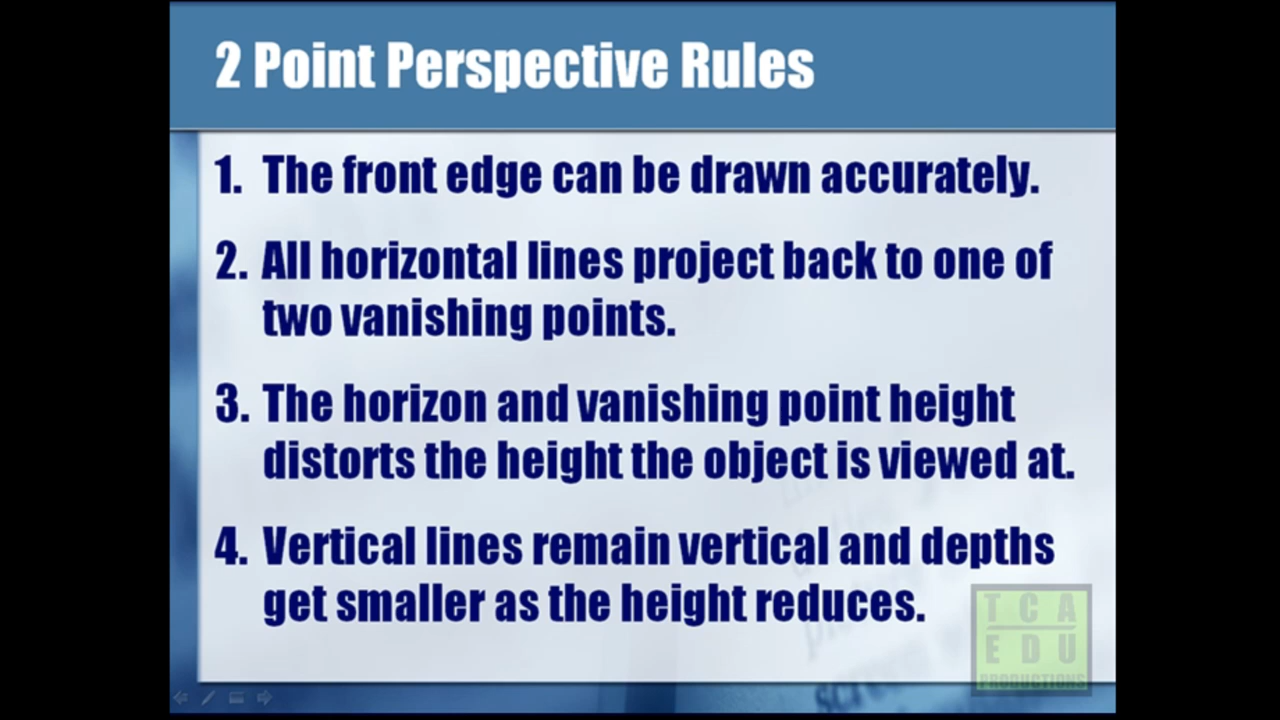 2 Point Perspective Rules
1. The front edge can be drawn accurately.
2. All horizontal lines project back to one of
two vanishing points.
3. The horizon and vanishing point height
distorts the height the object is viewed at.
4. Vertical lines remain vertical and depths
get smaller as the height reduces.
TCA
EDU
PRODUCTIONS